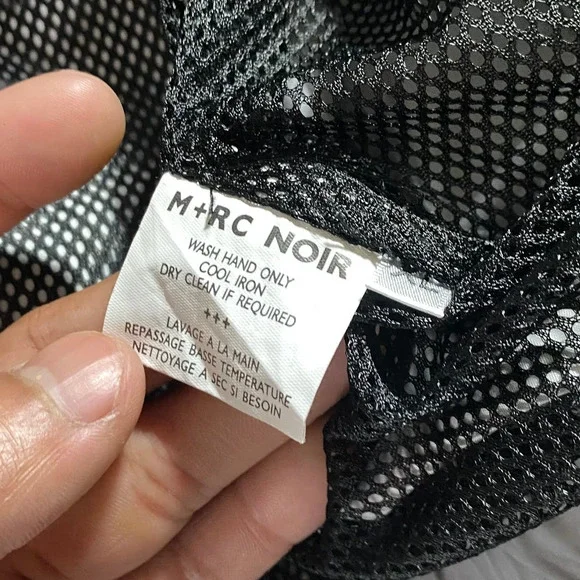 M+RC NOIR
WASH HAND ONLY
COOL IRON
DRY CLEAN IF REQUIRED
+++
LAVAGE A LA MAIN
REPASSAGE BASSE TEMPERATURE
NETTOYAGE A SEC SI BESOIN